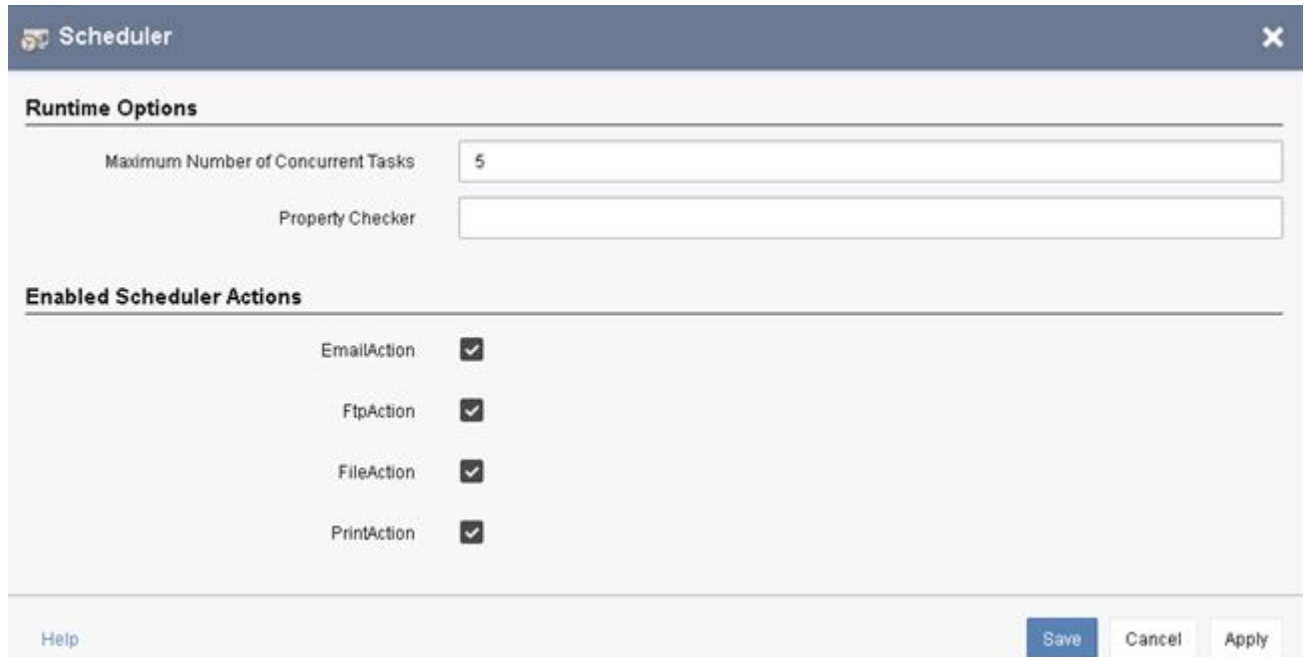 Scheduler
Runtime Options
Maximum Number of Concurrent Tasks 5
Property Checker
Enabled Scheduler Actions
EmailAction
FtpAction
FileAction
PrintAction
Help Save Cancel Apply